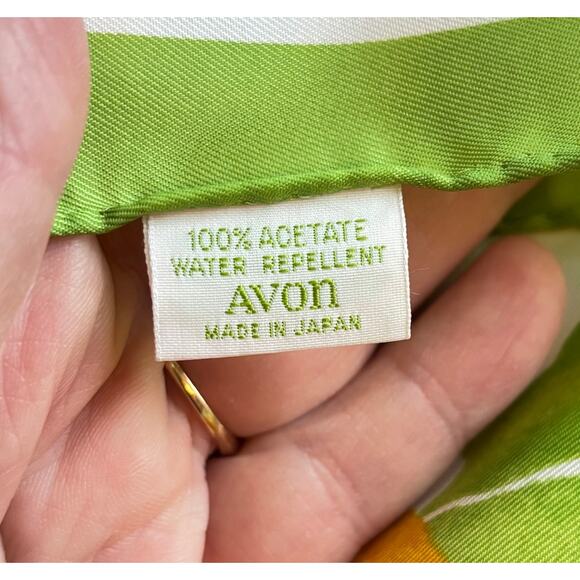 100% ACETATE
WATER REPELLENT
AVON
MADE IN JAPAN